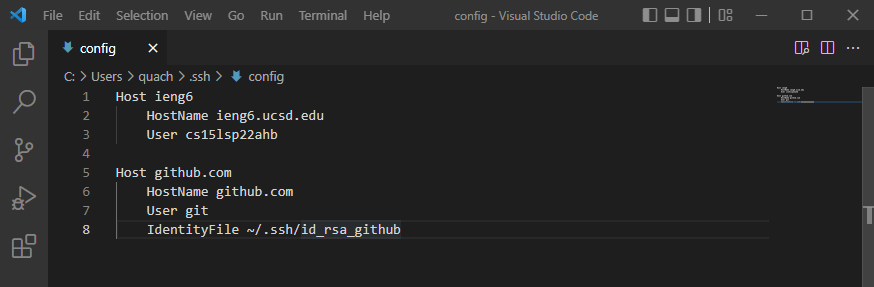 File Edit Selection View Go Run Terminal Help config - Visual Studio Code
config
C: > Users > quach > .ssh > config
1 Host ieng6
2 HostName ieng6.ucsd.edu
3 User cs15lsp22ahb
4
5 Host github.com
6 HostName github.com
7 User git
8 IdentityFile ~/.ssh/id_rsa_github